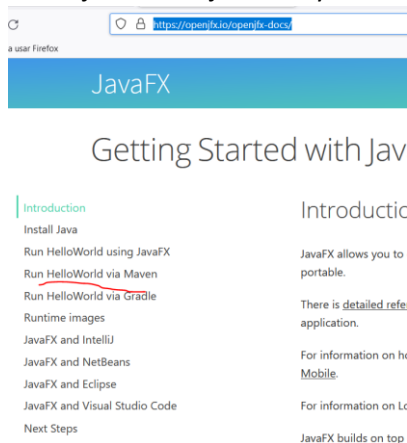 https://openjfx.io/openjfx-docs/
a usar Firefox
JavaFX
Getting Started with Jav
Introduction
Install Java
Run HelloWorld using JavaFX
Run HelloWorld via Maven
Run HelloWorld via Gradle
Runtime images
JavaFX and IntelliJ
JavaFX and NetBeans
JavaFX and Eclipse
JavaFX and Visual Studio Code
Next Steps
Introductio
JavaFX allows you to
portable.
There is detailed refe
application.
For information on h
Mobile.
For information on L
JavaFX builds on top